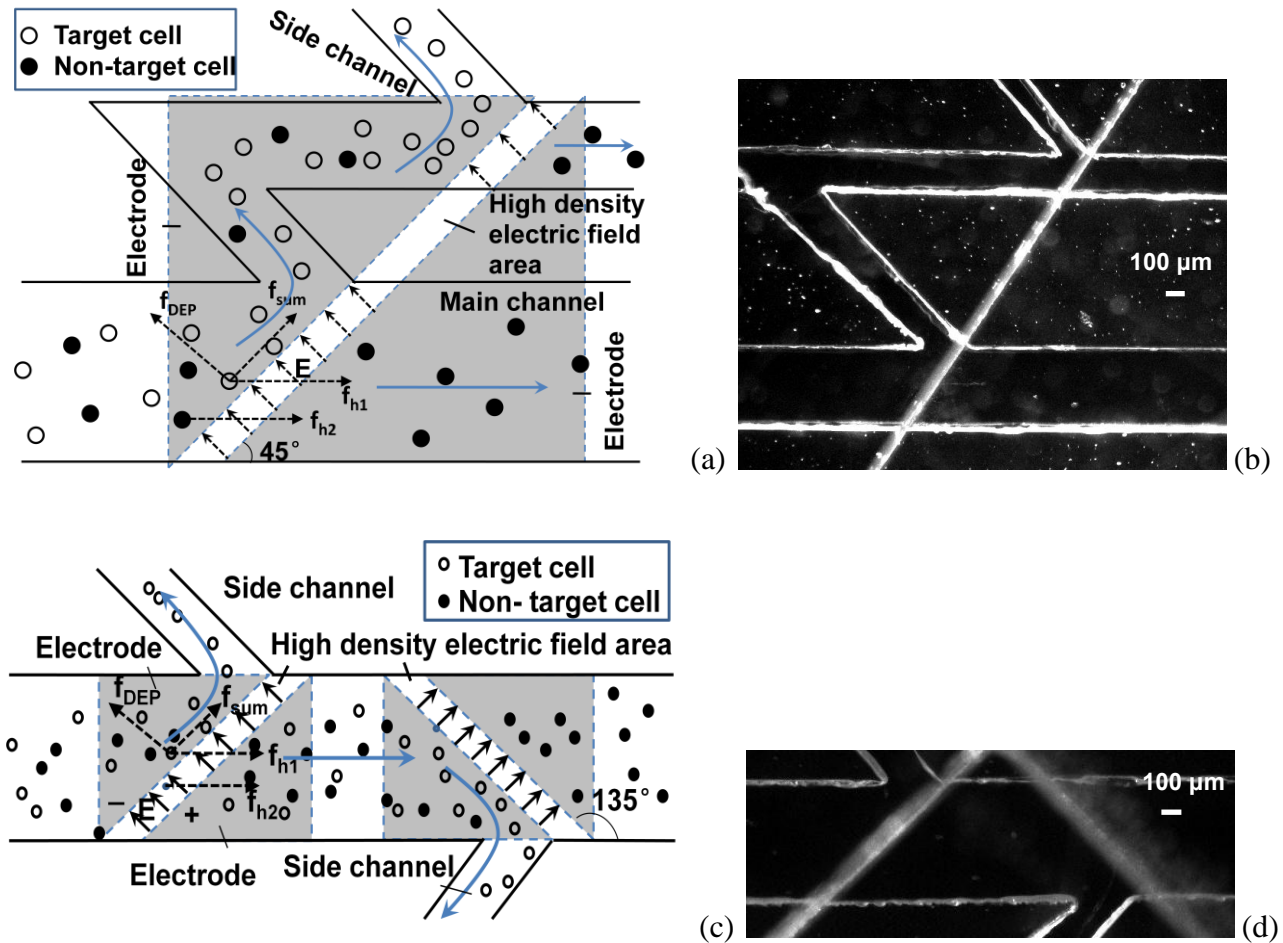 Target cell
Non-target cell
Side channel
Electrode
High density
electric field
area
fDEP
fsum
Main channel
E
fh1
fh2
45°
Electrode
(a)
100 μm
(b)
Target cell
Non- target cell
Side channel
Electrode
High density electric field area
fDEP
fsum
fh1
fh2
− E +
135°
Electrode
Side channel
(c)
100 μm
(d)